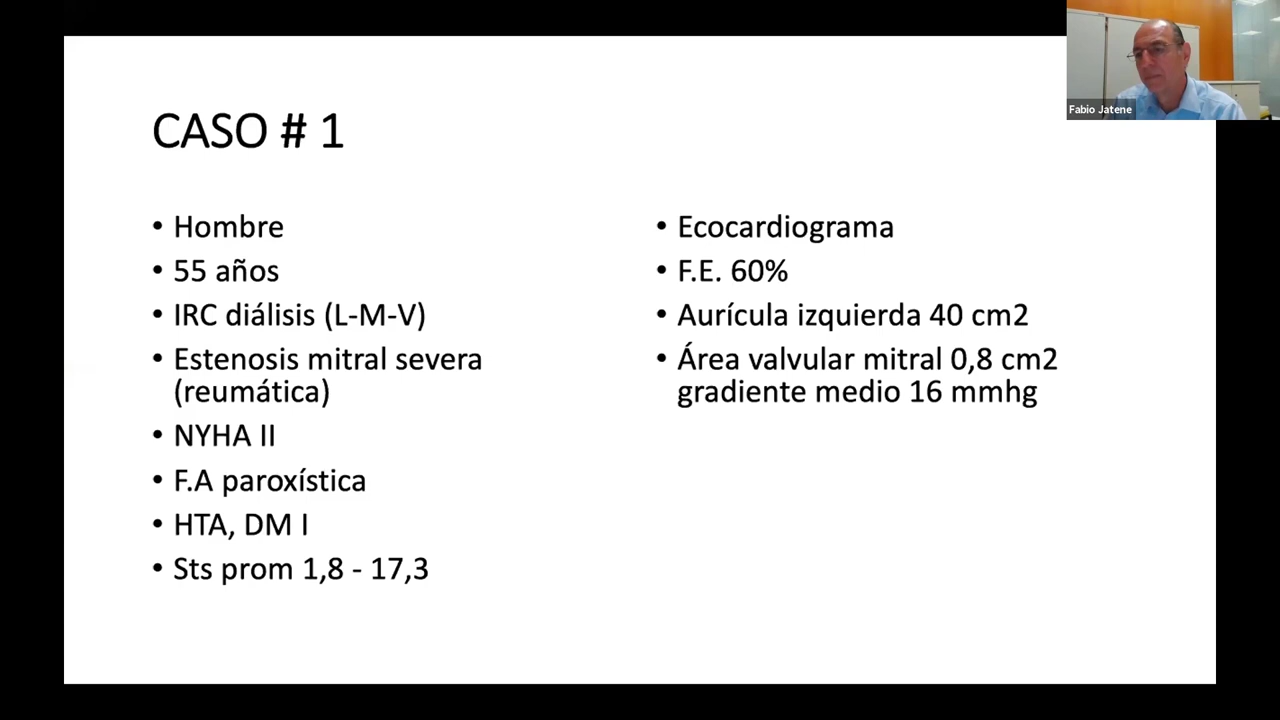 Fabio Jatene
CASO # 1
• Hombre
• 55 años
• IRC diálisis (L-M-V)
• Estenosis mitral severa
(reumática)
• NYHA II
• F.A paroxística
• HTA, DM I
• Sts prom 1,8 - 17,3
• Ecocardiograma
• F.E. 60%
• Aurícula izquierda 40 cm2
• Área valvular mitral 0,8 cm2
gradiente medio 16 mmhg